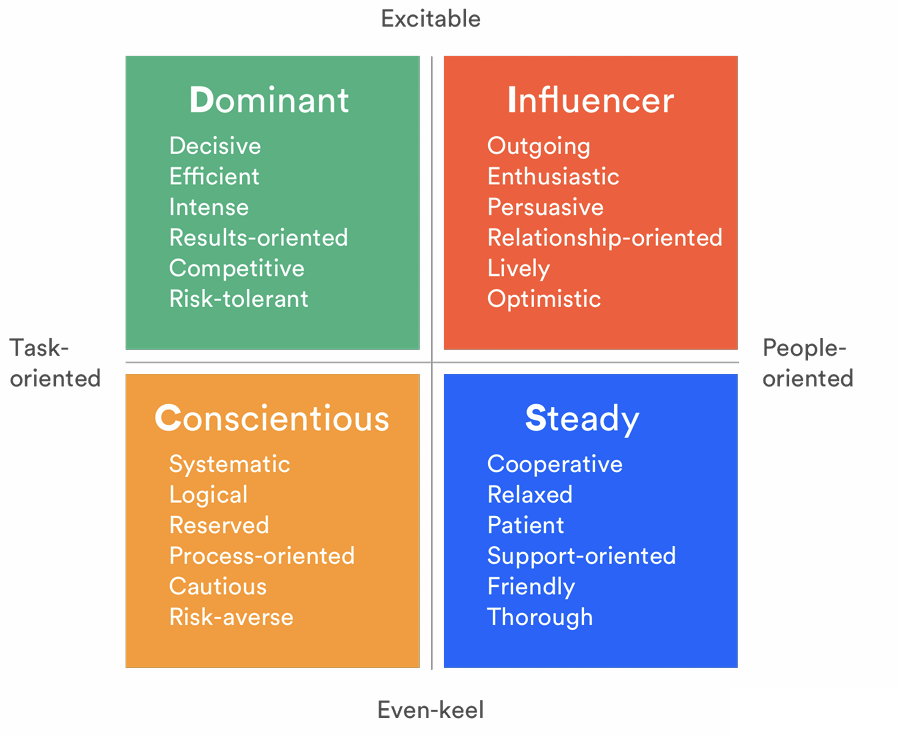 Excitable
Dominant
Decisive
Efficient
Intense
Results-oriented
Competitive
Risk-tolerant
Influencer
Outgoing
Enthusiastic
Persuasive
Relationship-oriented
Lively
Optimistic
Task-
oriented
People-
oriented
Conscientious
Systematic
Logical
Reserved
Process-oriented
Cautious
Risk-averse
Steady
Cooperative
Relaxed
Patient
Support-oriented
Friendly
Thorough
Even-keel